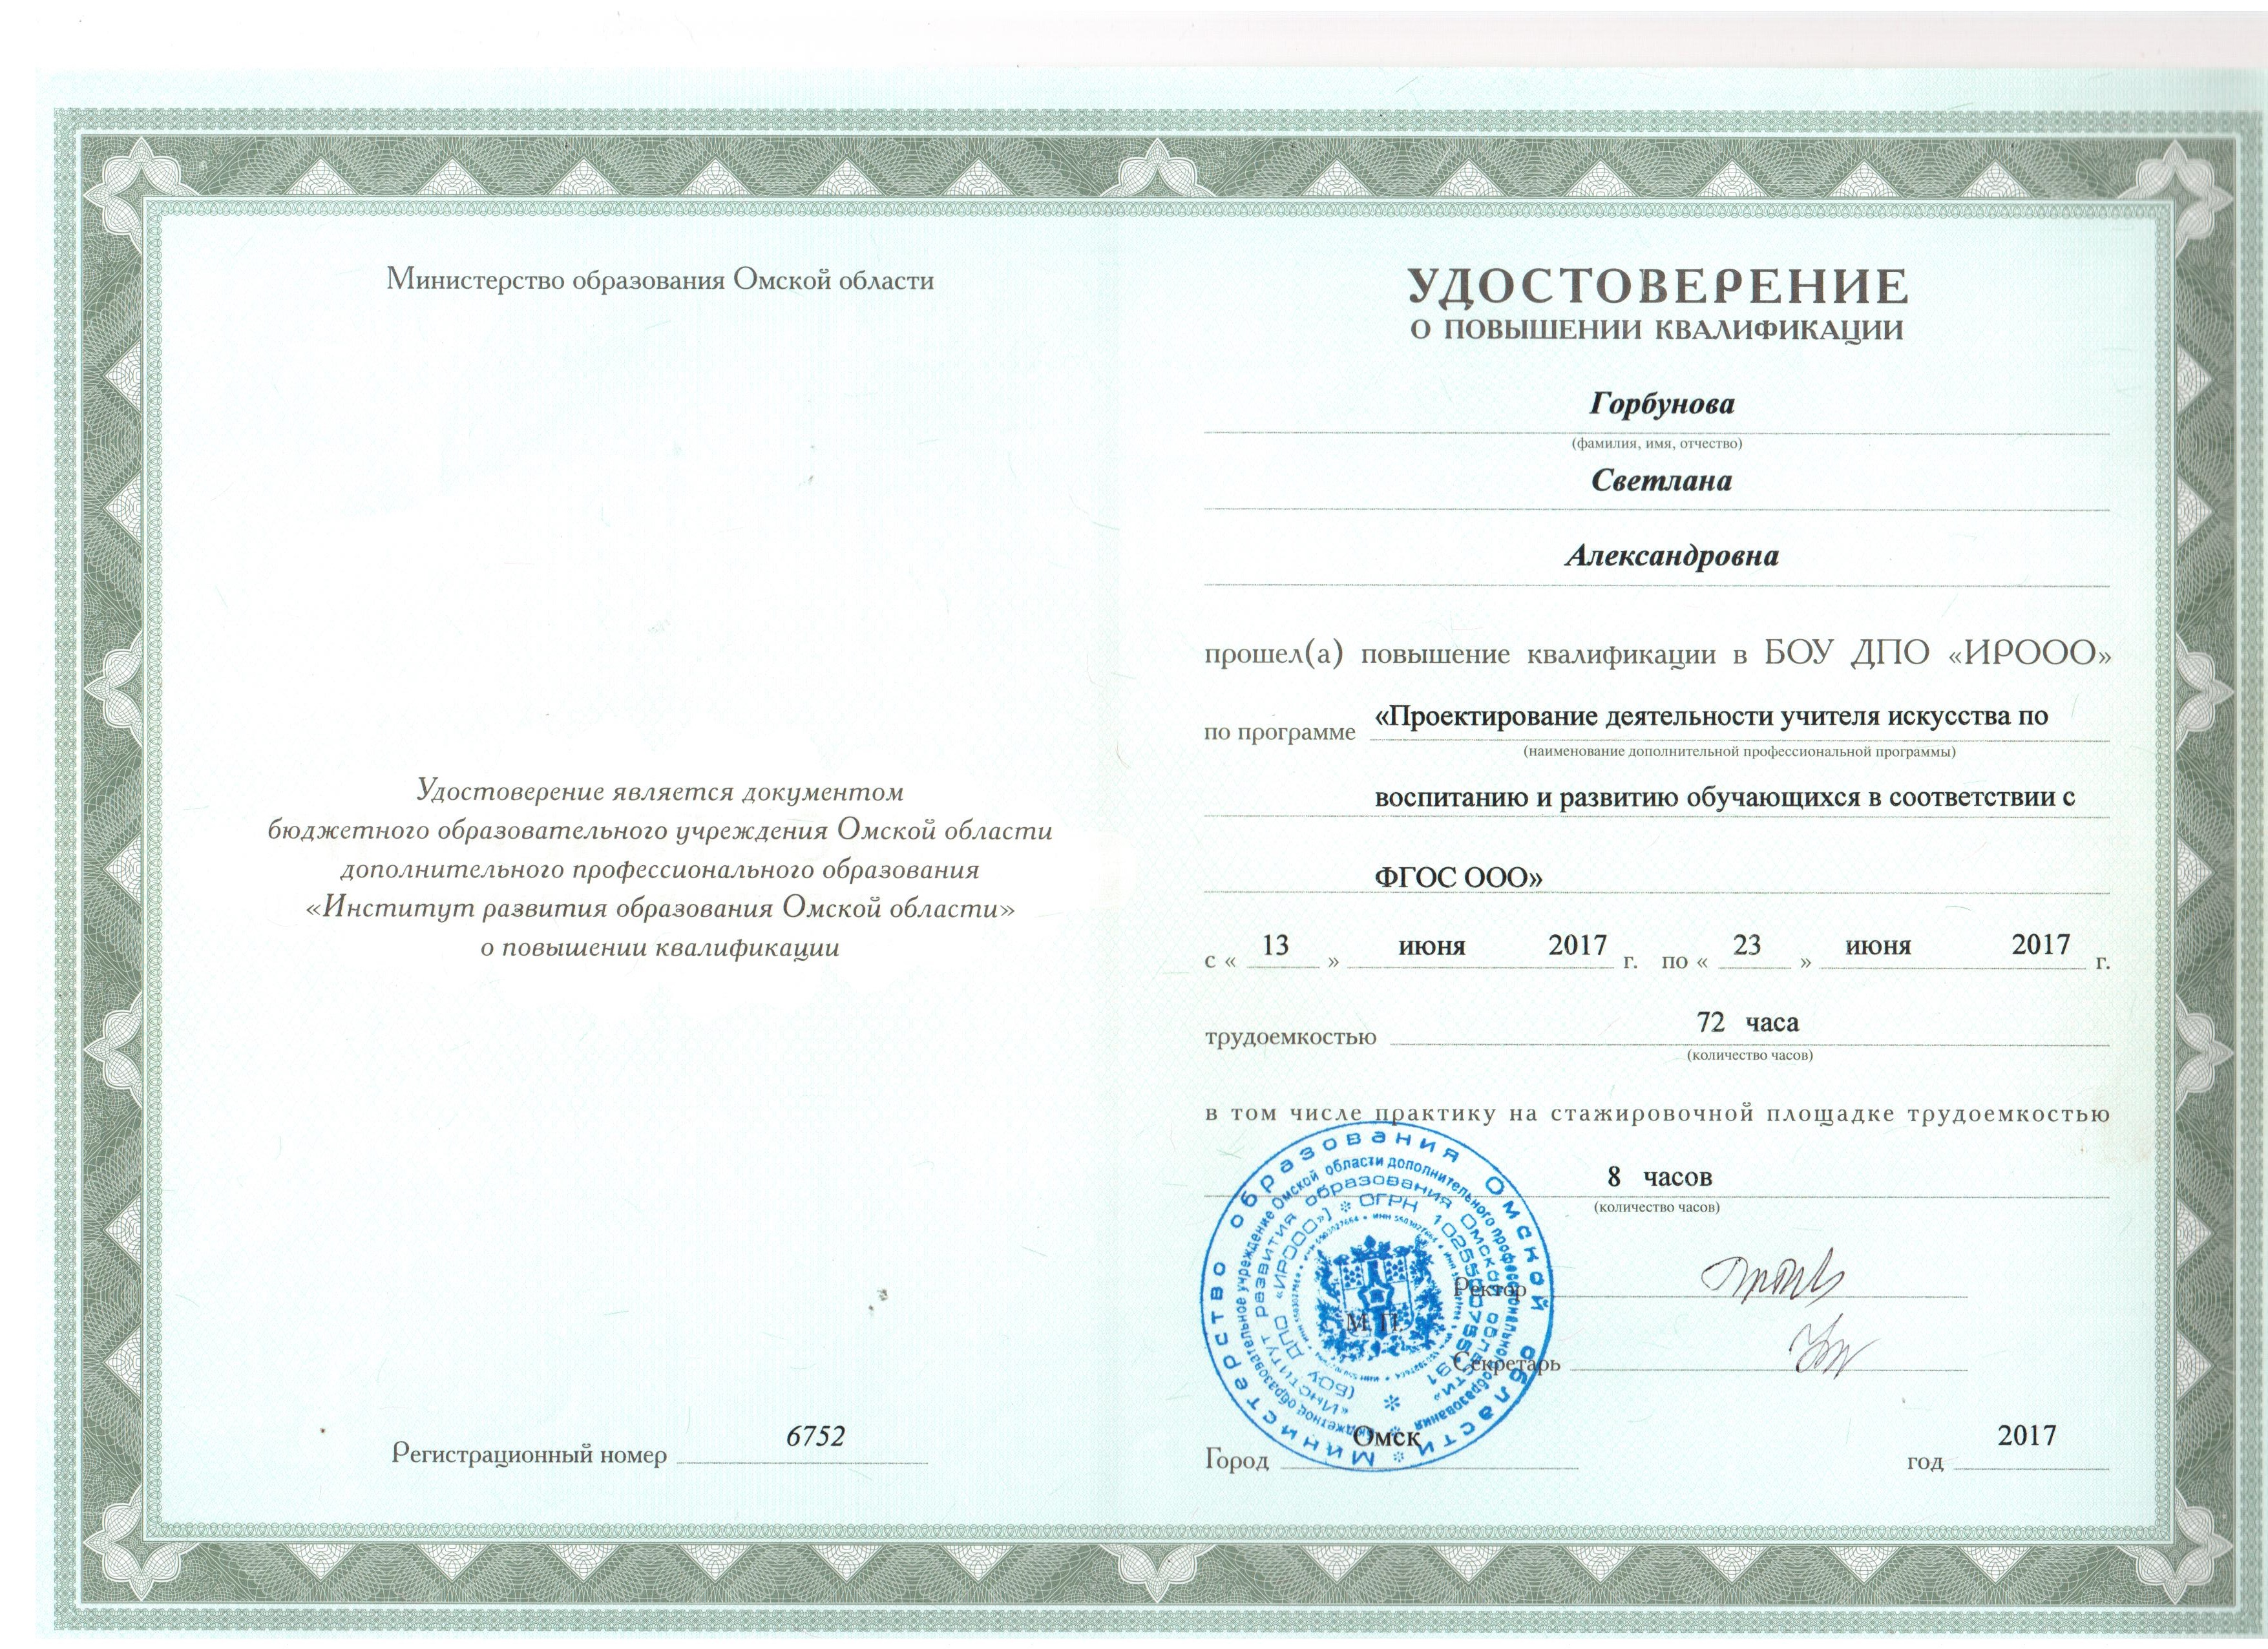 Министерство образования Омской области
Удостоверение является документом
бюджетного образовательного учреждения Омской области
дополнительного профессионального образования
«Институт развития образования Омской области»
о повышении квалификации
Регистрационный номер 6752
УДОСТОВЕРЕНИЕ
О ПОВЫШЕНИИ КВАЛИФИКАЦИИ
Горбунова
(фамилия, имя, отчество)
Светлана
Александровна
прошел(а) повышение квалификации в БОУ ДПО «ИРООО»
по программе «Проектирование деятельности учителя искусства по
(наименование дополнительной профессиональной программы)
воспитанию и развитию обучающихся в соответствии с
ФГОС ООО»
с « 13 » июня 2017 г. по « 23 » июня 2017 г.
трудоемкостью 72 часа
(количество часов)
в том числе практику на стажировочной площадке трудоемкостью
8 часов
(количество часов)
Ректор
М.П.
Секретарь
Город Омск год 2017
Министерство образования Омской области
бюджетное образовательное учреждение Омской области дополнительного профессионального образования
«Институт развития образования Омской области»
(БОУ ДПО «ИРООО») * ОГРН